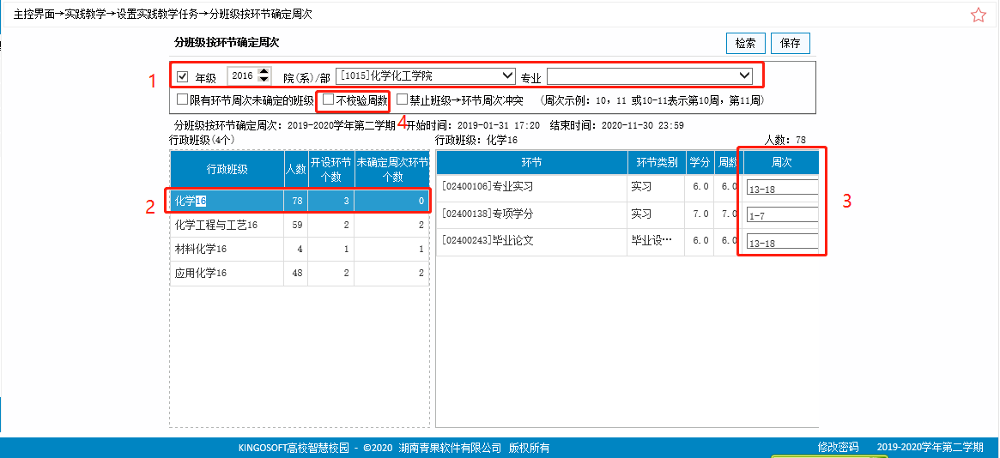 主控界面→实践教学→设置实践教学任务→分班级按环节确定周次
分班级按环节确定周次 检索 保存
1 年级 2016 院(系)/部 [1015]化学化工学院 专业
限有环节周次未确定的班级 不校验周数 禁止班级→环节周次冲突 (周次示例: 10, 11 或10-11表示第10周, 第11周)
4
分班级按环节确定周次: 2019-2020学年第二学期 开始时间: 2019-01-31 17:20 结束时间: 2020-11-30 23:59
行政班级(4个) 行政班级: 化学16 人数: 78
行政班级 人数 开设环节个数 未确定周次环节个数
2 化学16 78 3 0
化学工程与工艺16 59 2 2
材料化学16 4 1 1
应用化学16 48 2 2
环节 环节类别 学分 周数 周次
[02400106]专业实习 实习 6.0 6.0 13-18
3
[02400138]专项学分 实习 7.0 7.0 1-7
[02400243]毕业论文 毕业设… 6.0 6.0 13-18
KINGOSOFT高校智慧校园 - ©2020 湖南青果软件有限公司 版权所有 修改密码 2019-2020学年第二学期